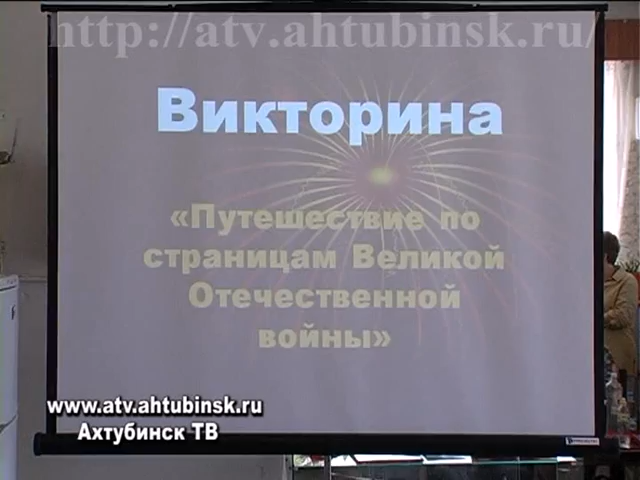 http://atv.ahtubinsk.ru/
Викторина
«Путешествие по
страницам Великой
Отечественной
войны»
www.atv.ahtubinsk.ru
Ахтубинск ТВ